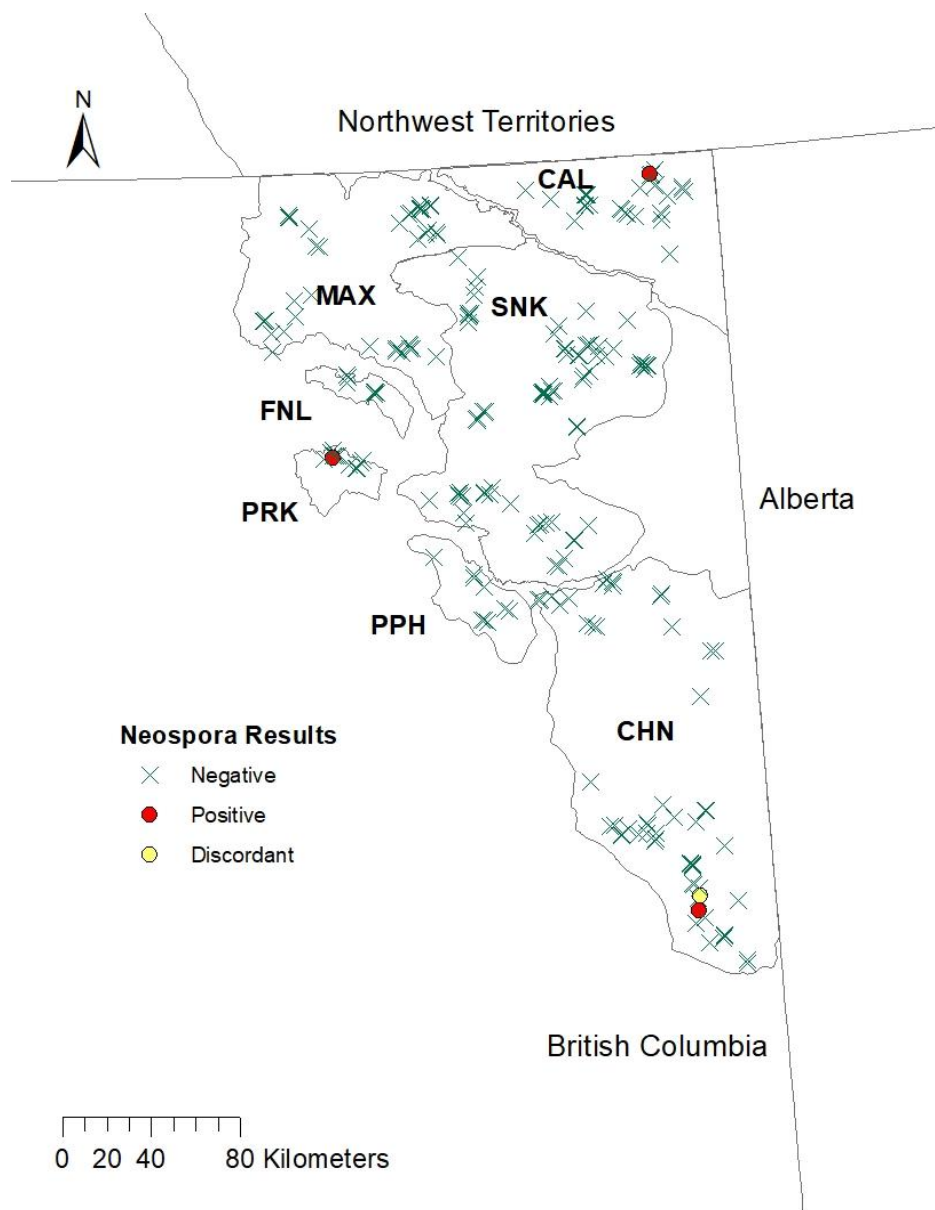 N
Northwest Territories
CAL
MAX
SNK
FNL
Alberta
PRK
PPH
Neospora Results
CHN
Negative
Positive
Discordant
British Columbia
0 20 40 80 Kilometers